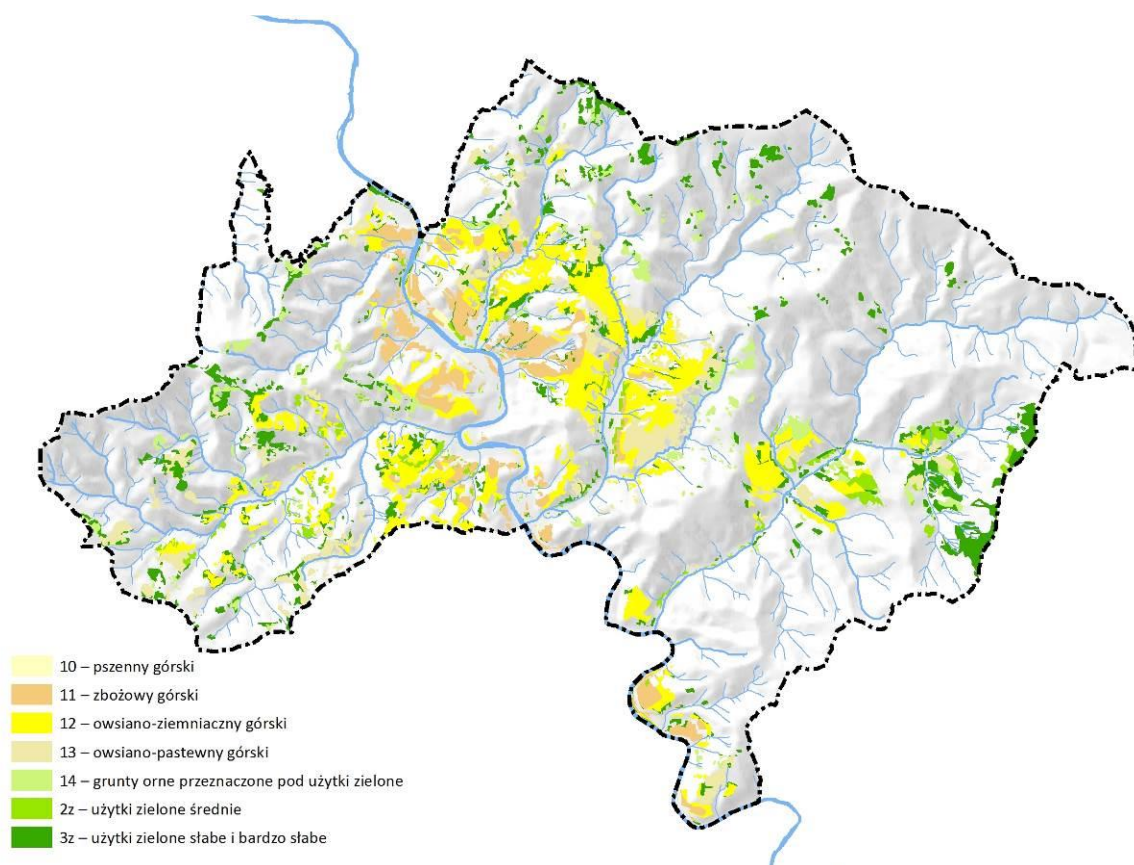 10 – pszenny górski
11 – zbożowy górski
12 – owsiano-ziemniaczny górski
13 – owsiano-pastewny górski
14 – grunty orne przeznaczone pod użytki zielone
2z – użytki zielone średnie
3z – użytki zielone słabe i bardzo słabe